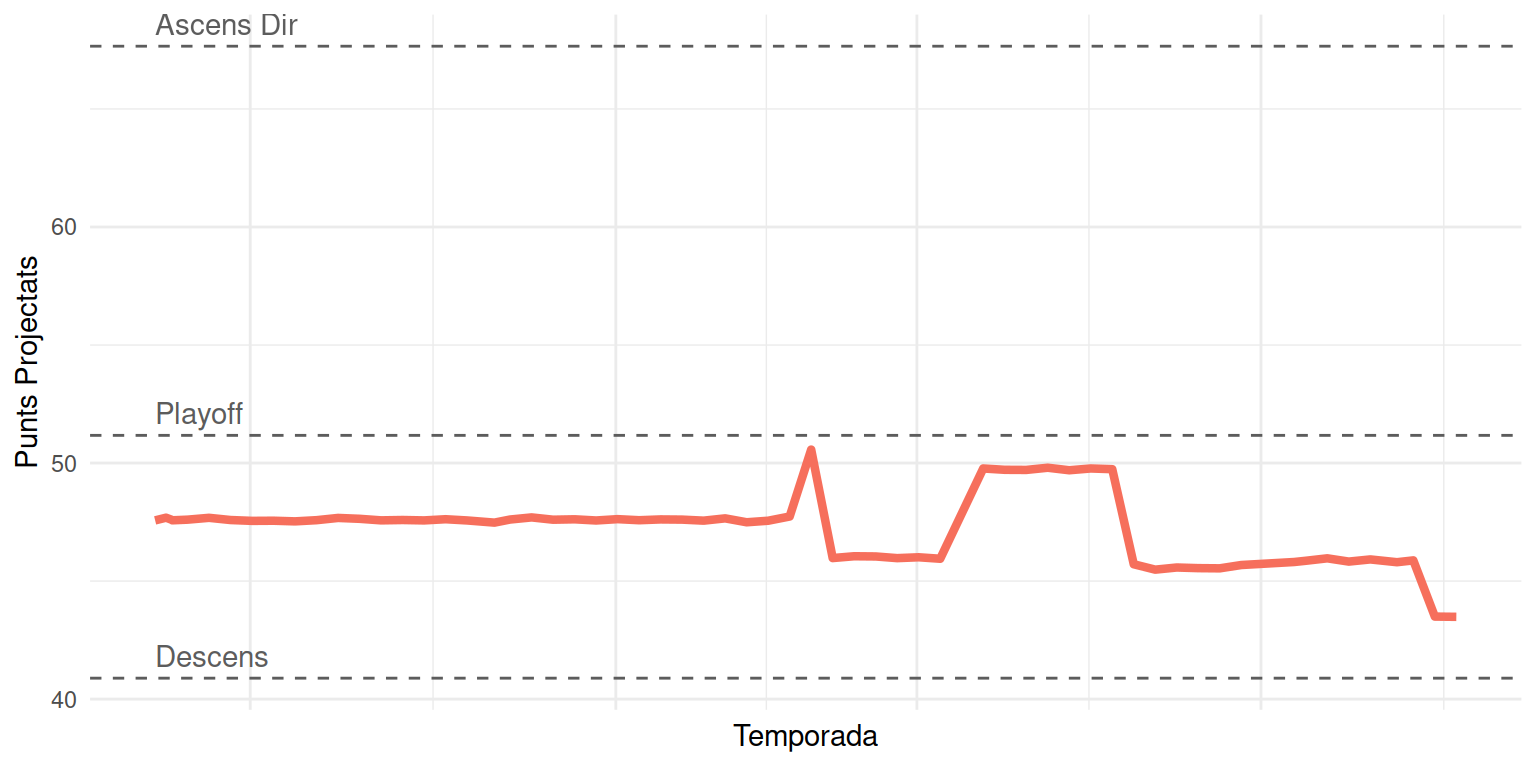 Ascens Dir
60
Punts Projectats
Playoff
50
Descens
40
Temporada